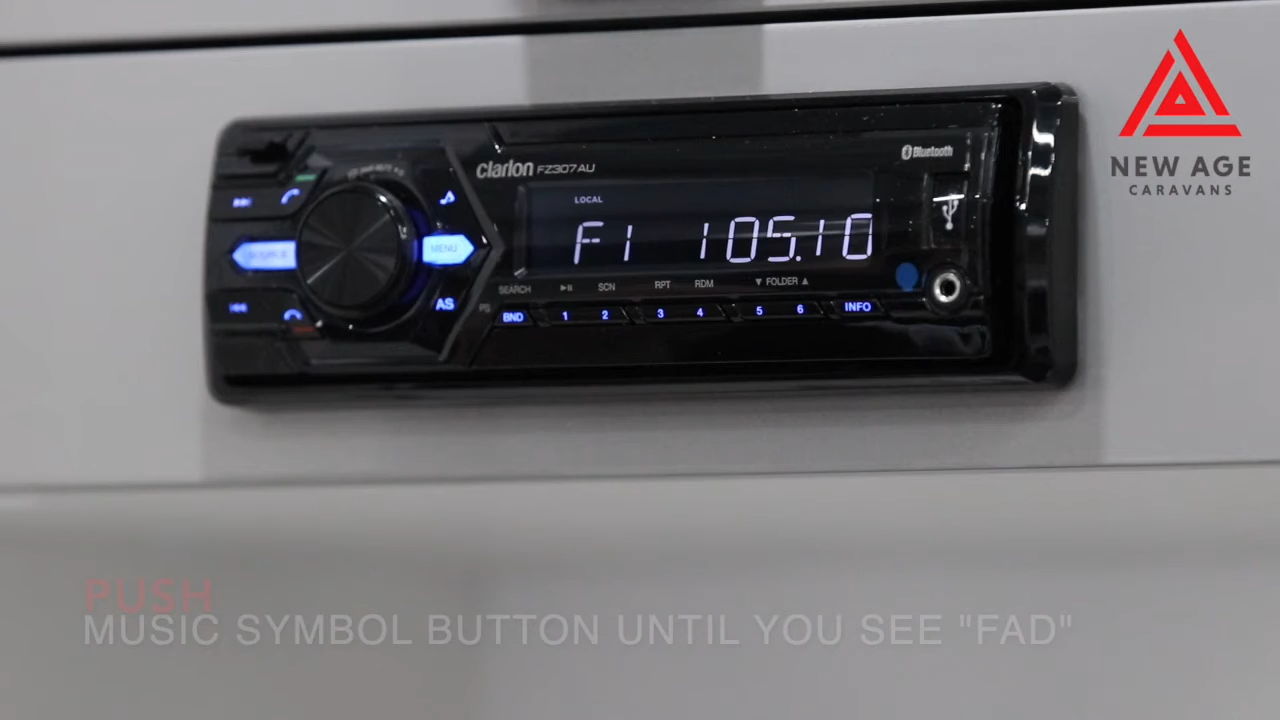 NEW AGE
CARAVANS
clarion FZ307AU
Bluetooth
LOCAL
F1 105.10
MENU
AS
SEARCH SCN RPT RDM ▼ FOLDER ▲
PS
BND 1 2 3 4 5 6 INFO
PUSH
MUSIC SYMBOL BUTTON UNTIL YOU SEE "FAD"